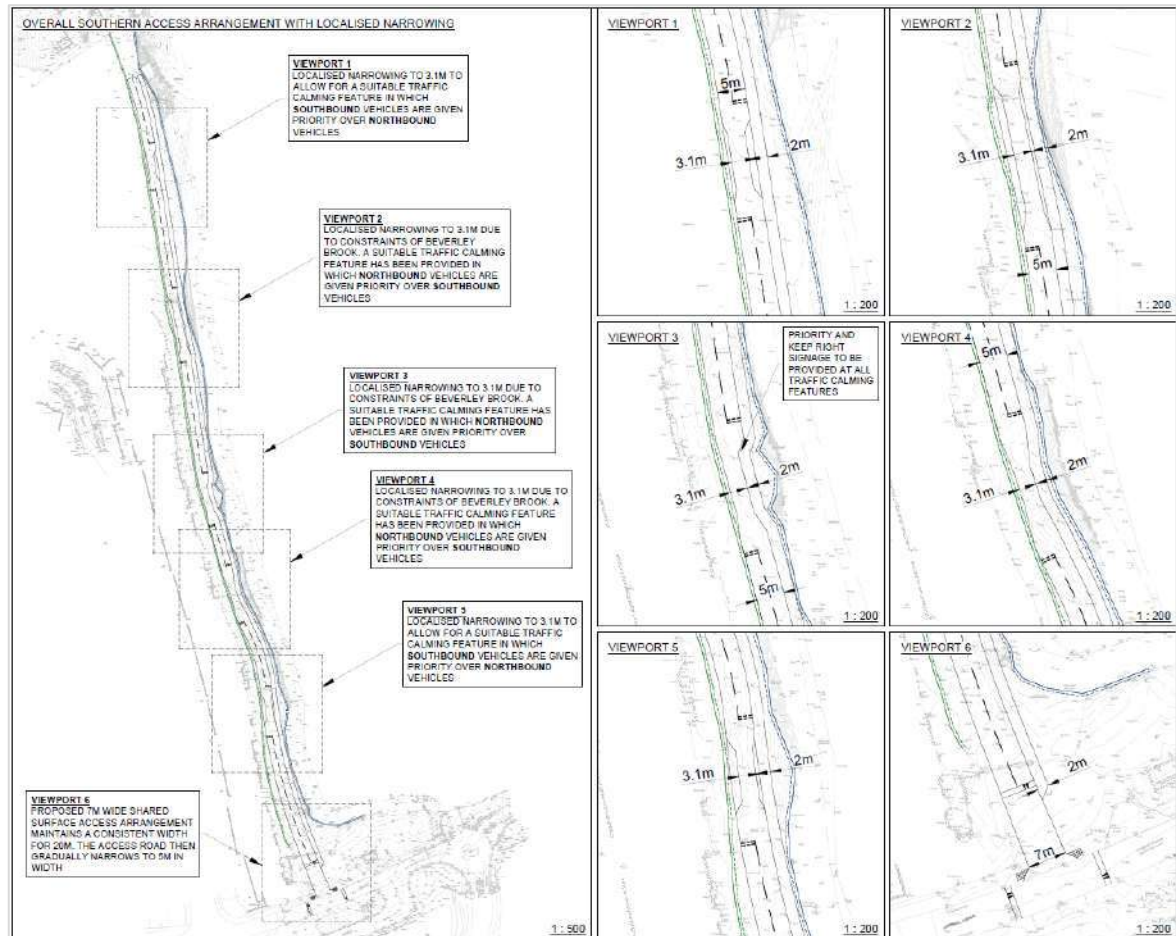 OVERALL SOUTHERN ACCESS ARRANGEMENT WITH LOCALISED NARROWING
VIEWPORT 1
LOCALISED NARROWING TO 3.1M TO
ALLOW FOR A SUITABLE TRAFFIC
CALMING FEATURE IN WHICH
SOUTHBOUND VEHICLES ARE GIVEN
PRIORITY OVER NORTHBOUND
VEHICLES
VIEWPORT 2
LOCALISED NARROWING TO 3.1M DUE
TO CONSTRAINTS OF BEVERLEY
BROOK. A SUITABLE TRAFFIC CALMING
FEATURE HAS BEEN PROVIDED IN
WHICH NORTHBOUND VEHICLES ARE
GIVEN PRIORITY OVER SOUTHBOUND
VEHICLES
VIEWPORT 3
LOCALISED NARROWING TO 3.1M DUE TO
CONSTRAINTS OF BEVERLEY BROOK. A
SUITABLE TRAFFIC CALMING FEATURE HAS
BEEN PROVIDED IN WHICH NORTHBOUND
VEHICLES ARE GIVEN PRIORITY OVER
SOUTHBOUND VEHICLES
VIEWPORT 4
LOCALISED NARROWING TO 3.1M DUE TO
CONSTRAINTS OF BEVERLEY BROOK. A
SUITABLE TRAFFIC CALMING FEATURE
HAS BEEN PROVIDED IN WHICH
NORTHBOUND VEHICLES ARE GIVEN
PRIORITY OVER SOUTHBOUND
VEHICLES
VIEWPORT 5
LOCALISED NARROWING TO 3.1M TO
ALLOW FOR A SUITABLE TRAFFIC
CALMING FEATURE IN WHICH
SOUTHBOUND VEHICLES ARE GIVEN
PRIORITY OVER NORTHBOUND
VEHICLES
VIEWPORT 6
PROPOSED 7M WIDE SHARED
SURFACE ACCESS ARRANGEMENT
MAINTAINS A CONSISTENT WIDTH
FOR 20M. THE ACCESS ROAD THEN
GRADUALLY NARROWS TO 5M IN
WIDTH
1 : 500
VIEWPORT 1
5m
2m
3.1m
1 : 200
VIEWPORT 2
2m
3.1m
5m
1 : 200
VIEWPORT 3
PRIORITY AND
KEEP RIGHT
SIGNAGE TO BE
PROVIDED AT ALL
TRAFFIC CALMING
FEATURES
2m
3.1m
5m
1 : 200
VIEWPORT 4
5m
2m
3.1m
1 : 200
VIEWPORT 5
2m
3.1m
1 : 200
VIEWPORT 6
2m
7m
1 : 200